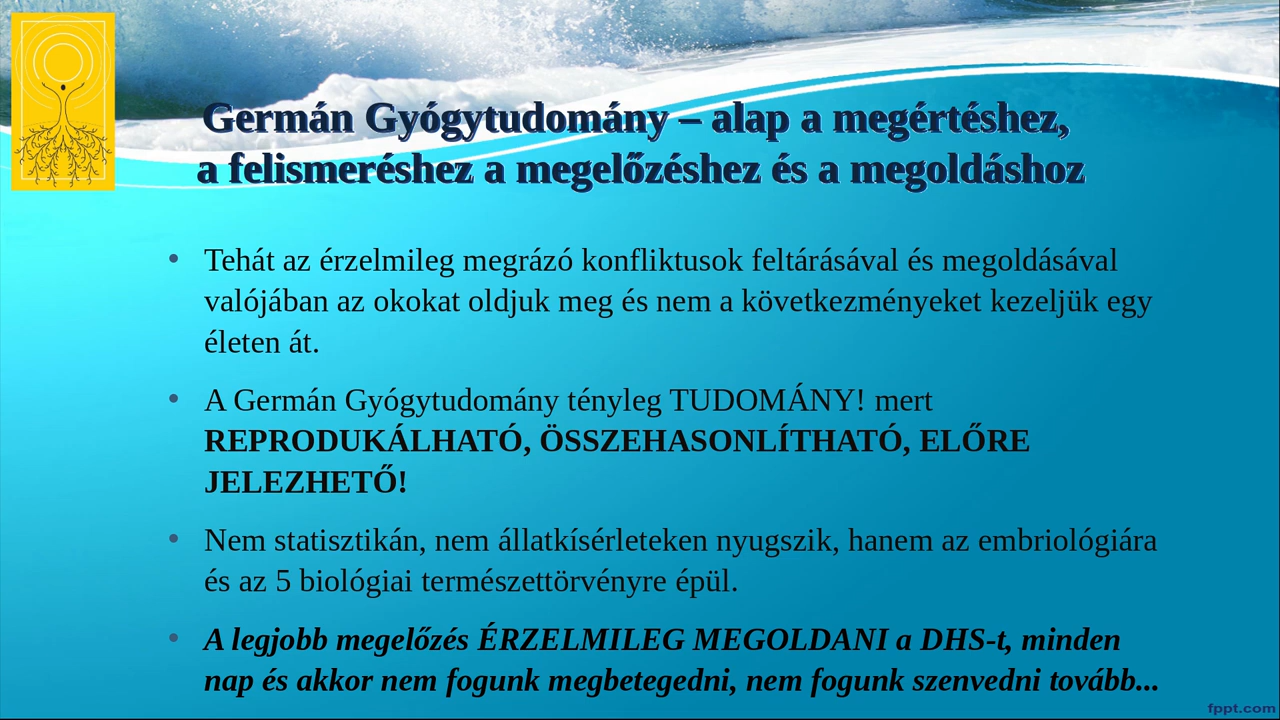 Germán Gyógytudomány – alap a megértéshez,
a felismeréshez a megelőzéshez és a megoldáshoz
• Tehát az érzelmileg megrázó konfliktusok feltárásával és megoldásával
valójában az okokat oldjuk meg és nem a következményeket kezeljük egy
életen át.
• A Germán Gyógytudomány tényleg TUDOMÁNY! mert
REPRODUKÁLHATÓ, ÖSSZEHASONLÍTHATÓ, ELŐRE
JELEZHETŐ!
• Nem statisztikán, nem állatkísérleteken nyugszik, hanem az embriológiára
és az 5 biológiai természettörvényre épül.
• A legjobb megelőzés ÉRZELMILEG MEGOLDANI a DHS-t, minden
nap és akkor nem fogunk megbetegedni, nem fogunk szenvedni tovább...
fppt.com